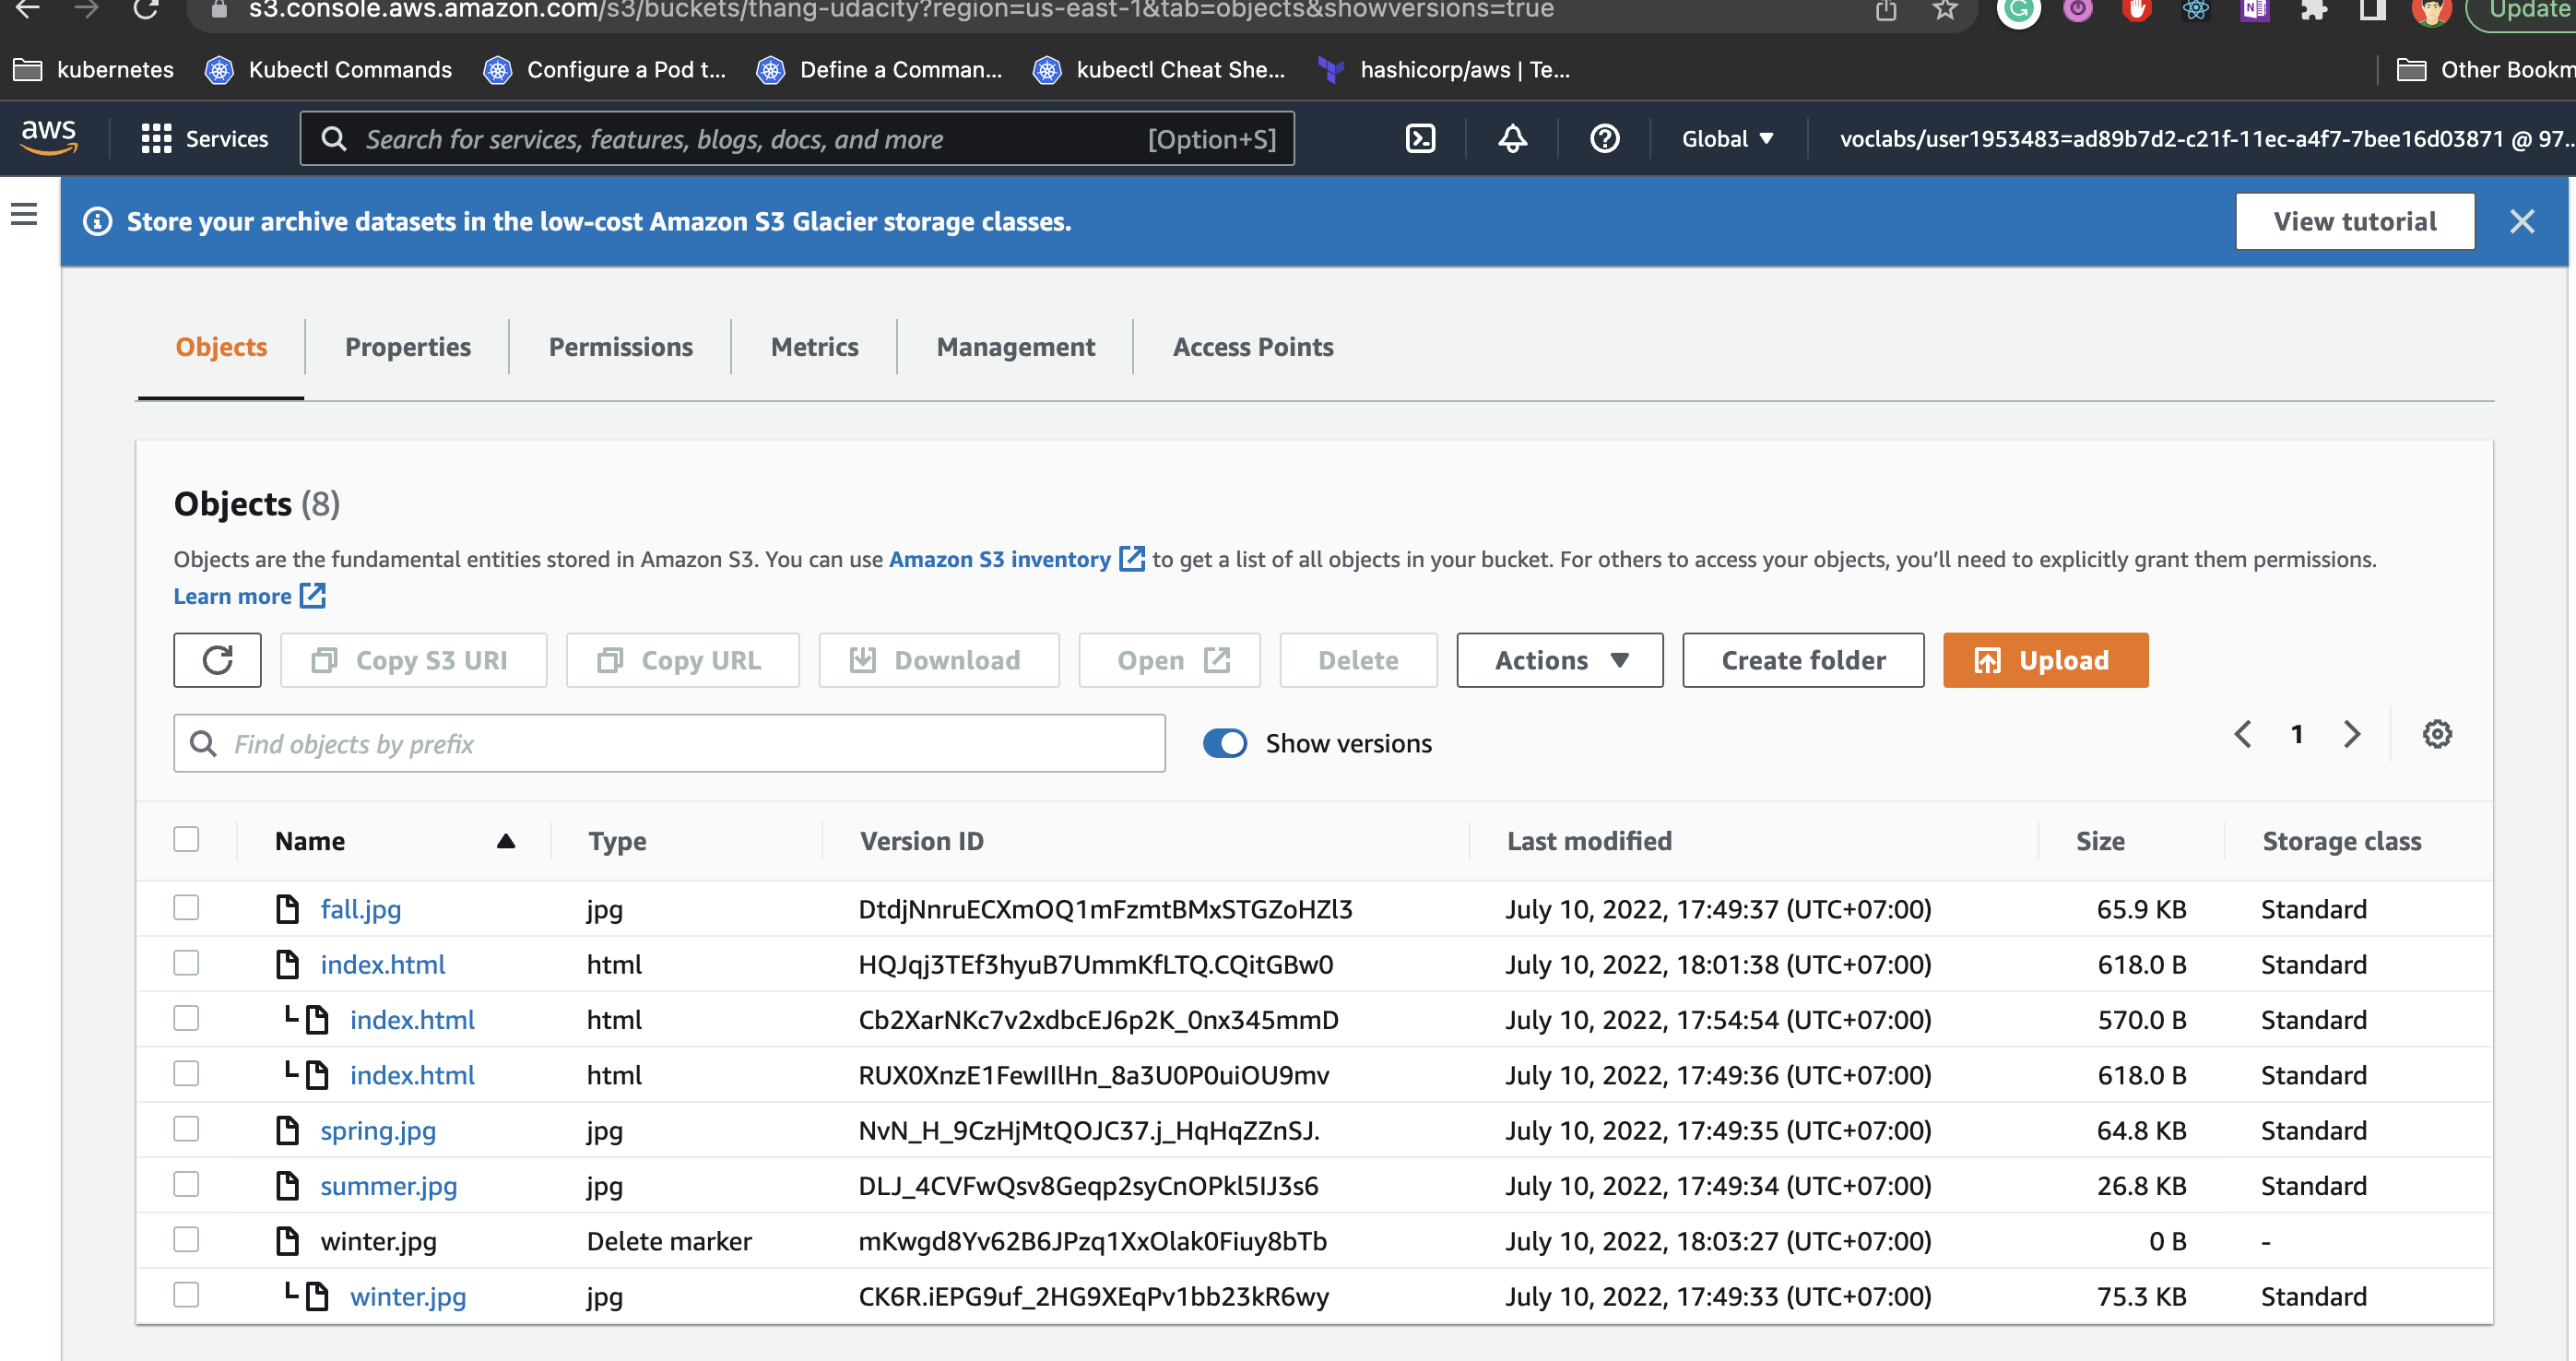 s3.console.aws.amazon.com/s3/buckets/thang-udacity?region=us-east-1&tab=objects&showversions=true
Update
kubernetes Kubectl Commands Configure a Pod t... Define a Comman... kubectl Cheat She... hashicorp/aws | Te... Other Bookm
aws Services Search for services, features, blogs, docs, and more [Option+S] Global voclabs/user1953483=ad89b7d2-c21f-11ec-a4f7-7bee16d03871 @ 97...
Store your archive datasets in the low-cost Amazon S3 Glacier storage classes. View tutorial
Objects Properties Permissions Metrics Management Access Points
Objects (8)
Objects are the fundamental entities stored in Amazon S3. You can use Amazon S3 inventory to get a list of all objects in your bucket. For others to access your objects, you’ll need to explicitly grant them permissions.
Learn more
Copy S3 URI Copy URL Download Open Delete Actions Create folder Upload
Find objects by prefix Show versions 1
Name Type Version ID Last modified Size Storage class
fall.jpg jpg DtdjNnruECXmOQ1mFzmtBMxSTGZoHZl3 July 10, 2022, 17:49:37 (UTC+07:00) 65.9 KB Standard
index.html html HQJqj3TEf3hyuB7UmmKfLTQ.CQitGBw0 July 10, 2022, 18:01:38 (UTC+07:00) 618.0 B Standard
index.html html Cb2XarNKc7v2xdbcEJ6p2K_0nx345mmD July 10, 2022, 17:54:54 (UTC+07:00) 570.0 B Standard
index.html html RUX0XnzE1FewIIlHn_8a3U0P0uiOU9mv July 10, 2022, 17:49:36 (UTC+07:00) 618.0 B Standard
spring.jpg jpg NvN_H_9CzHjMtQOJC37.j_HqHqZZnSJ. July 10, 2022, 17:49:35 (UTC+07:00) 64.8 KB Standard
summer.jpg jpg DLJ_4CVFwQsv8Geqp2syCnOPkl5IJ3s6 July 10, 2022, 17:49:34 (UTC+07:00) 26.8 KB Standard
winter.jpg Delete marker mKwgd8Yv62B6JPzq1XxOlak0Fiuy8bTb July 10, 2022, 18:03:27 (UTC+07:00) 0 B -
winter.jpg jpg CK6R.iEPG9uf_2HG9XEqPv1bb23kR6wy July 10, 2022, 17:49:33 (UTC+07:00) 75.3 KB Standard